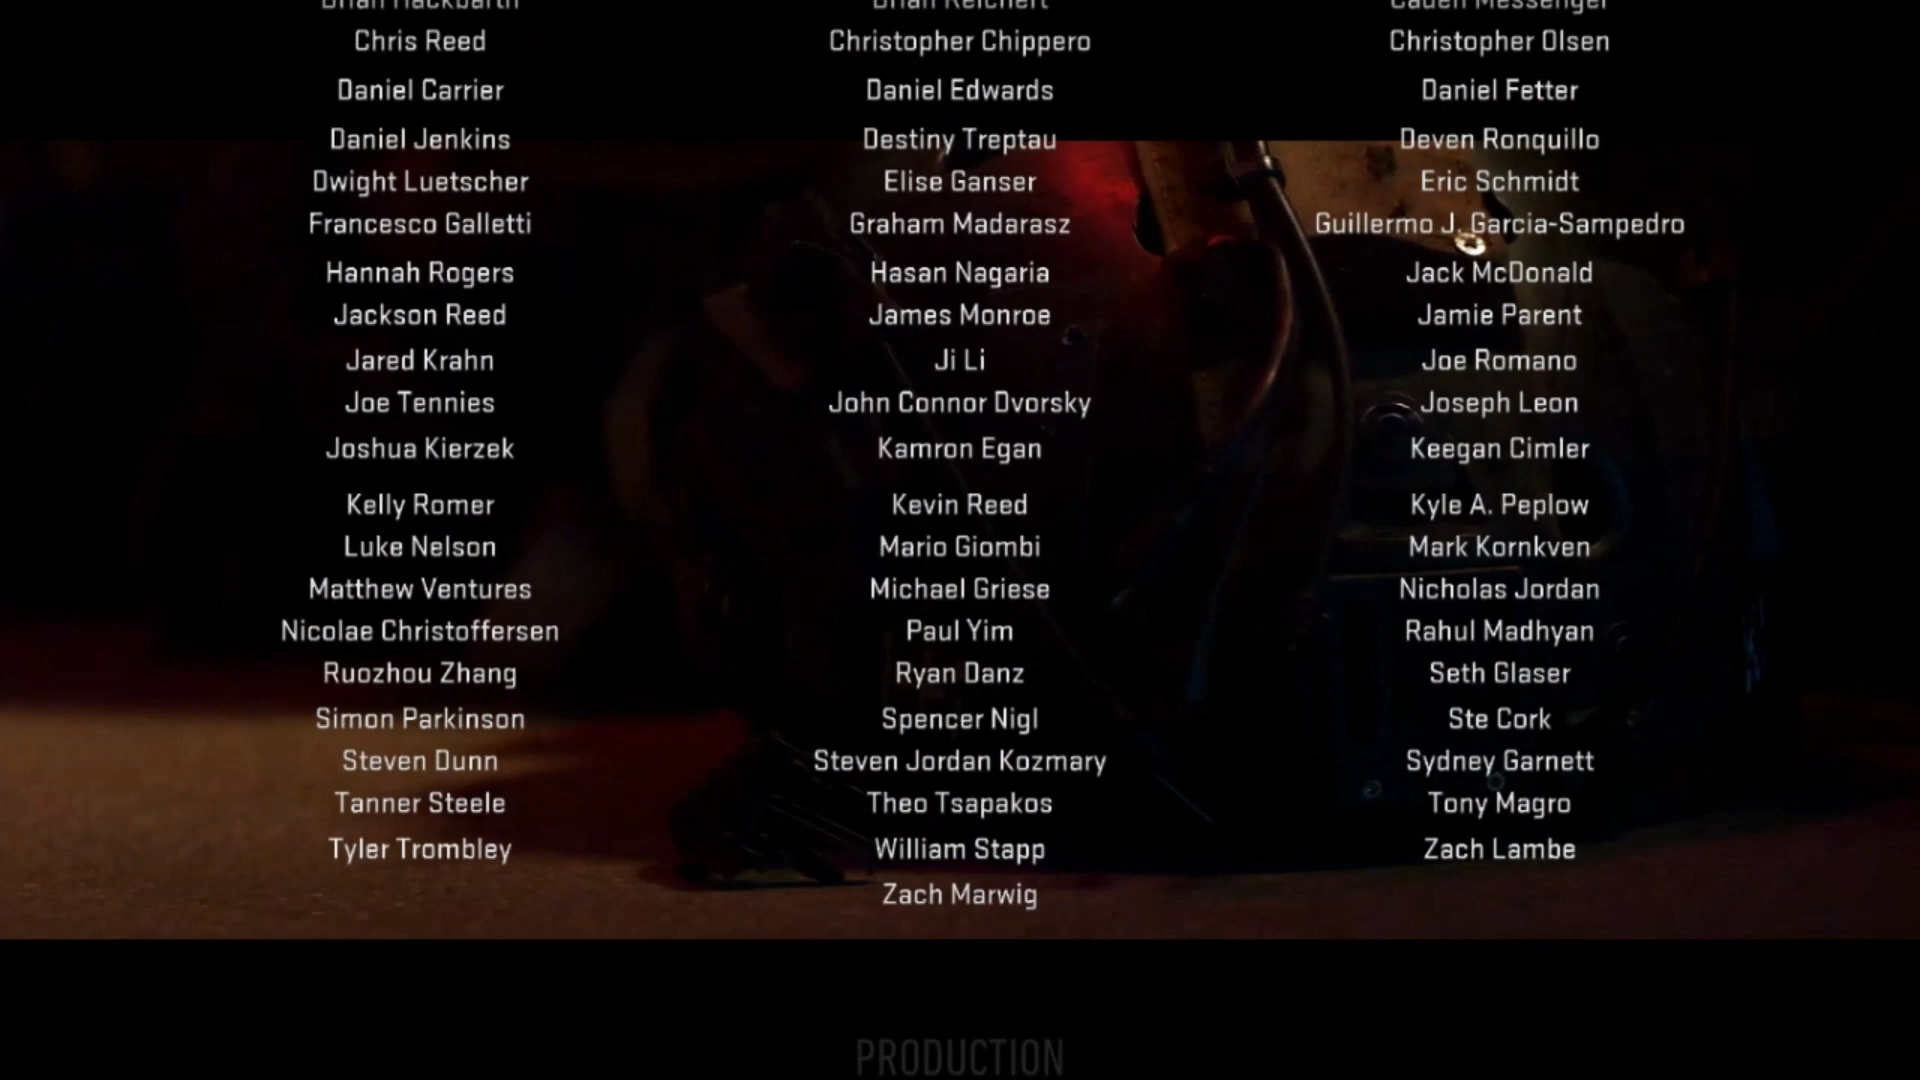 Brian Hackbarth Brian Reichert Caden Messenger
Chris Reed Christopher Chippero Christopher Olsen
Daniel Carrier Daniel Edwards Daniel Fetter
Daniel Jenkins Destiny Treptau Deven Ronquillo
Dwight Luetscher Elise Ganser Eric Schmidt
Francesco Galletti Graham Madarasz Guillermo J. Garcia-Sampedro
Hannah Rogers Hasan Nagaria Jack McDonald
Jackson Reed James Monroe Jamie Parent
Jared Krahn Ji Li Joe Romano
Joe Tennies John Connor Dvorsky Joseph Leon
Joshua Kierzek Kamron Egan Keegan Cimler
Kelly Romer Kevin Reed Kyle A. Peplow
Luke Nelson Mario Giombi Mark Kornkven
Matthew Ventures Michael Griese Nicholas Jordan
Nicolae Christoffersen Paul Yim Rahul Madhyan
Ruozhou Zhang Ryan Danz Seth Glaser
Simon Parkinson Spencer Nigl Ste Cork
Steven Dunn Steven Jordan Kozmary Sydney Garnett
Tanner Steele Theo Tsapakos Tony Magro
Tyler Trombley William Stapp Zach Lambe
Zach Marwig
PRODUCTION